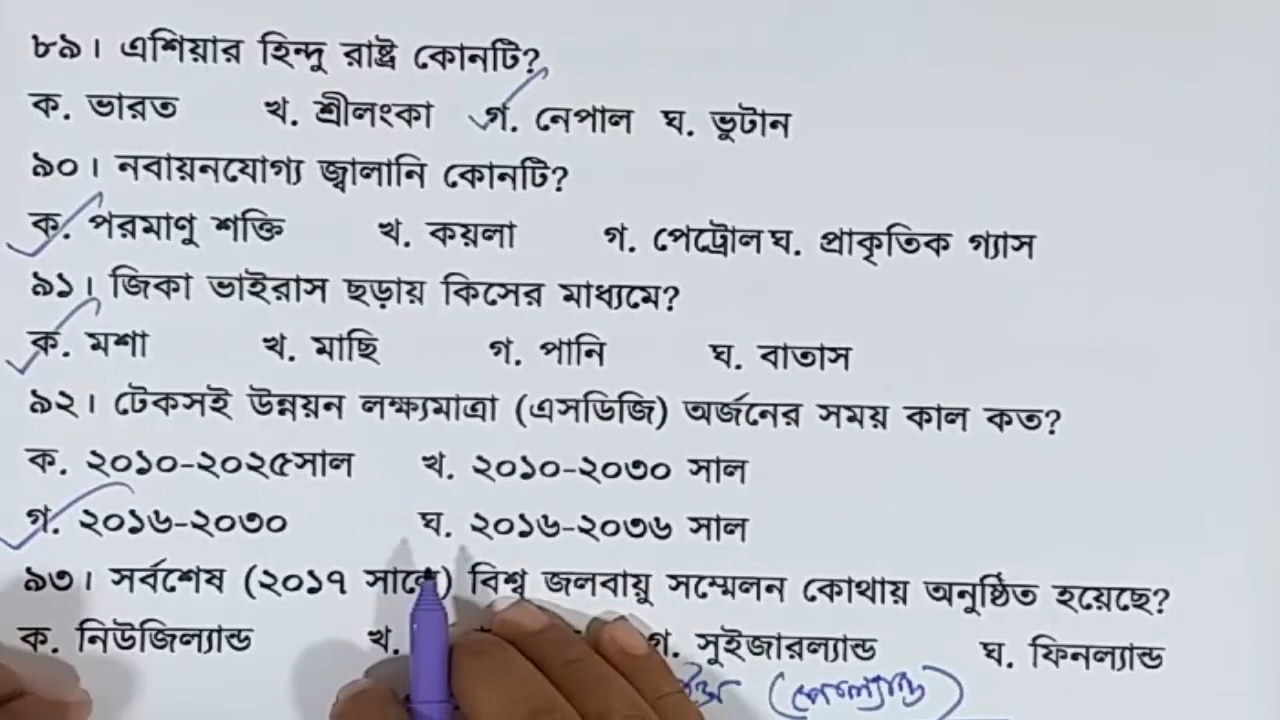 ৮৯। এশিয়ার হিন্দু রাষ্ট্র কোনটি?
ক. ভারত খ. শ্রীলংকা গ. নেপাল ঘ. ভুটান
৯০। নবায়নযোগ্য জ্বালানি কোনটি?
ক. পরমাণু শক্তি খ. কয়লা গ. পেট্রোল ঘ. প্রাকৃতিক গ্যাস
৯১। জিকা ভাইরাস ছড়ায় কিসের মাধ্যমে?
ক. মশা খ. মাছি গ. পানি ঘ. বাতাস
৯২। টেকসই উন্নয়ন লক্ষ্যমাত্রা (এসডিজি) অর্জনের সময় কাল কত?
ক. ২০১০-২০২৫সাল খ. ২০১০-২০৩০ সাল
গ. ২০১৬-২০৩০ ঘ. ২০১৬-২০৩৬ সাল
৯৩। সর্বশেষ (২০১৭ সালে) বিশ্ব জলবায়ু সম্মেলন কোথায় অনুষ্ঠিত হয়েছে?
ক. নিউজিল্যান্ড খ. গ. সুইজারল্যান্ড ঘ. ফিনল্যান্ড
(পোল্যান্ড)